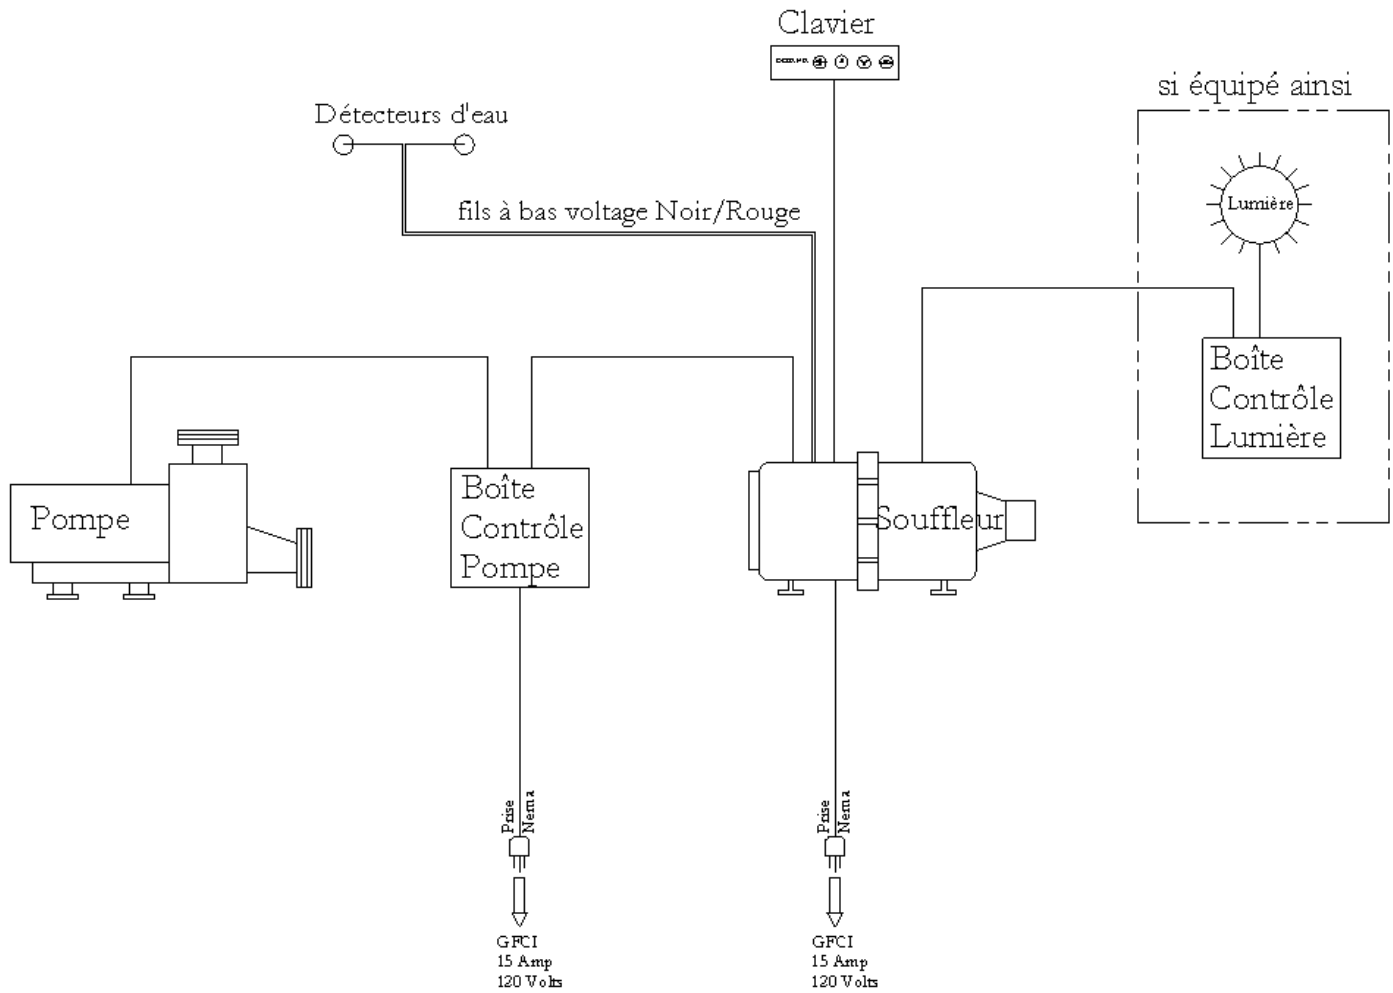 Clavier
si équipé ainsi
Détecteurs d'eau
fils à bas voltage Noir/Rouge
Lumière
Boîte
Contrôle
Lumière
Pompe
Boîte
Contrôle
Pompe
Souffleur
Prise
Nema
Prise
Nema
GFCI
15 Amp
120 Volts
GFCI
15 Amp
120 Volts